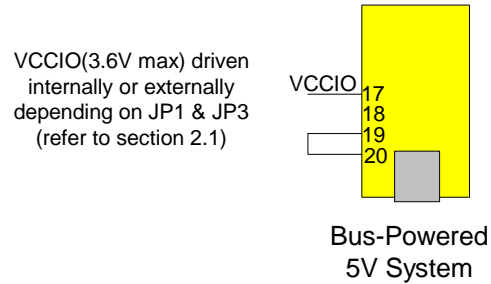 VCCIO(3.6V max) driven
internally or externally
depending on JP1 & JP3
(refer to section 2.1)
VCCIO
17
18
19
20
Bus-Powered
5V System